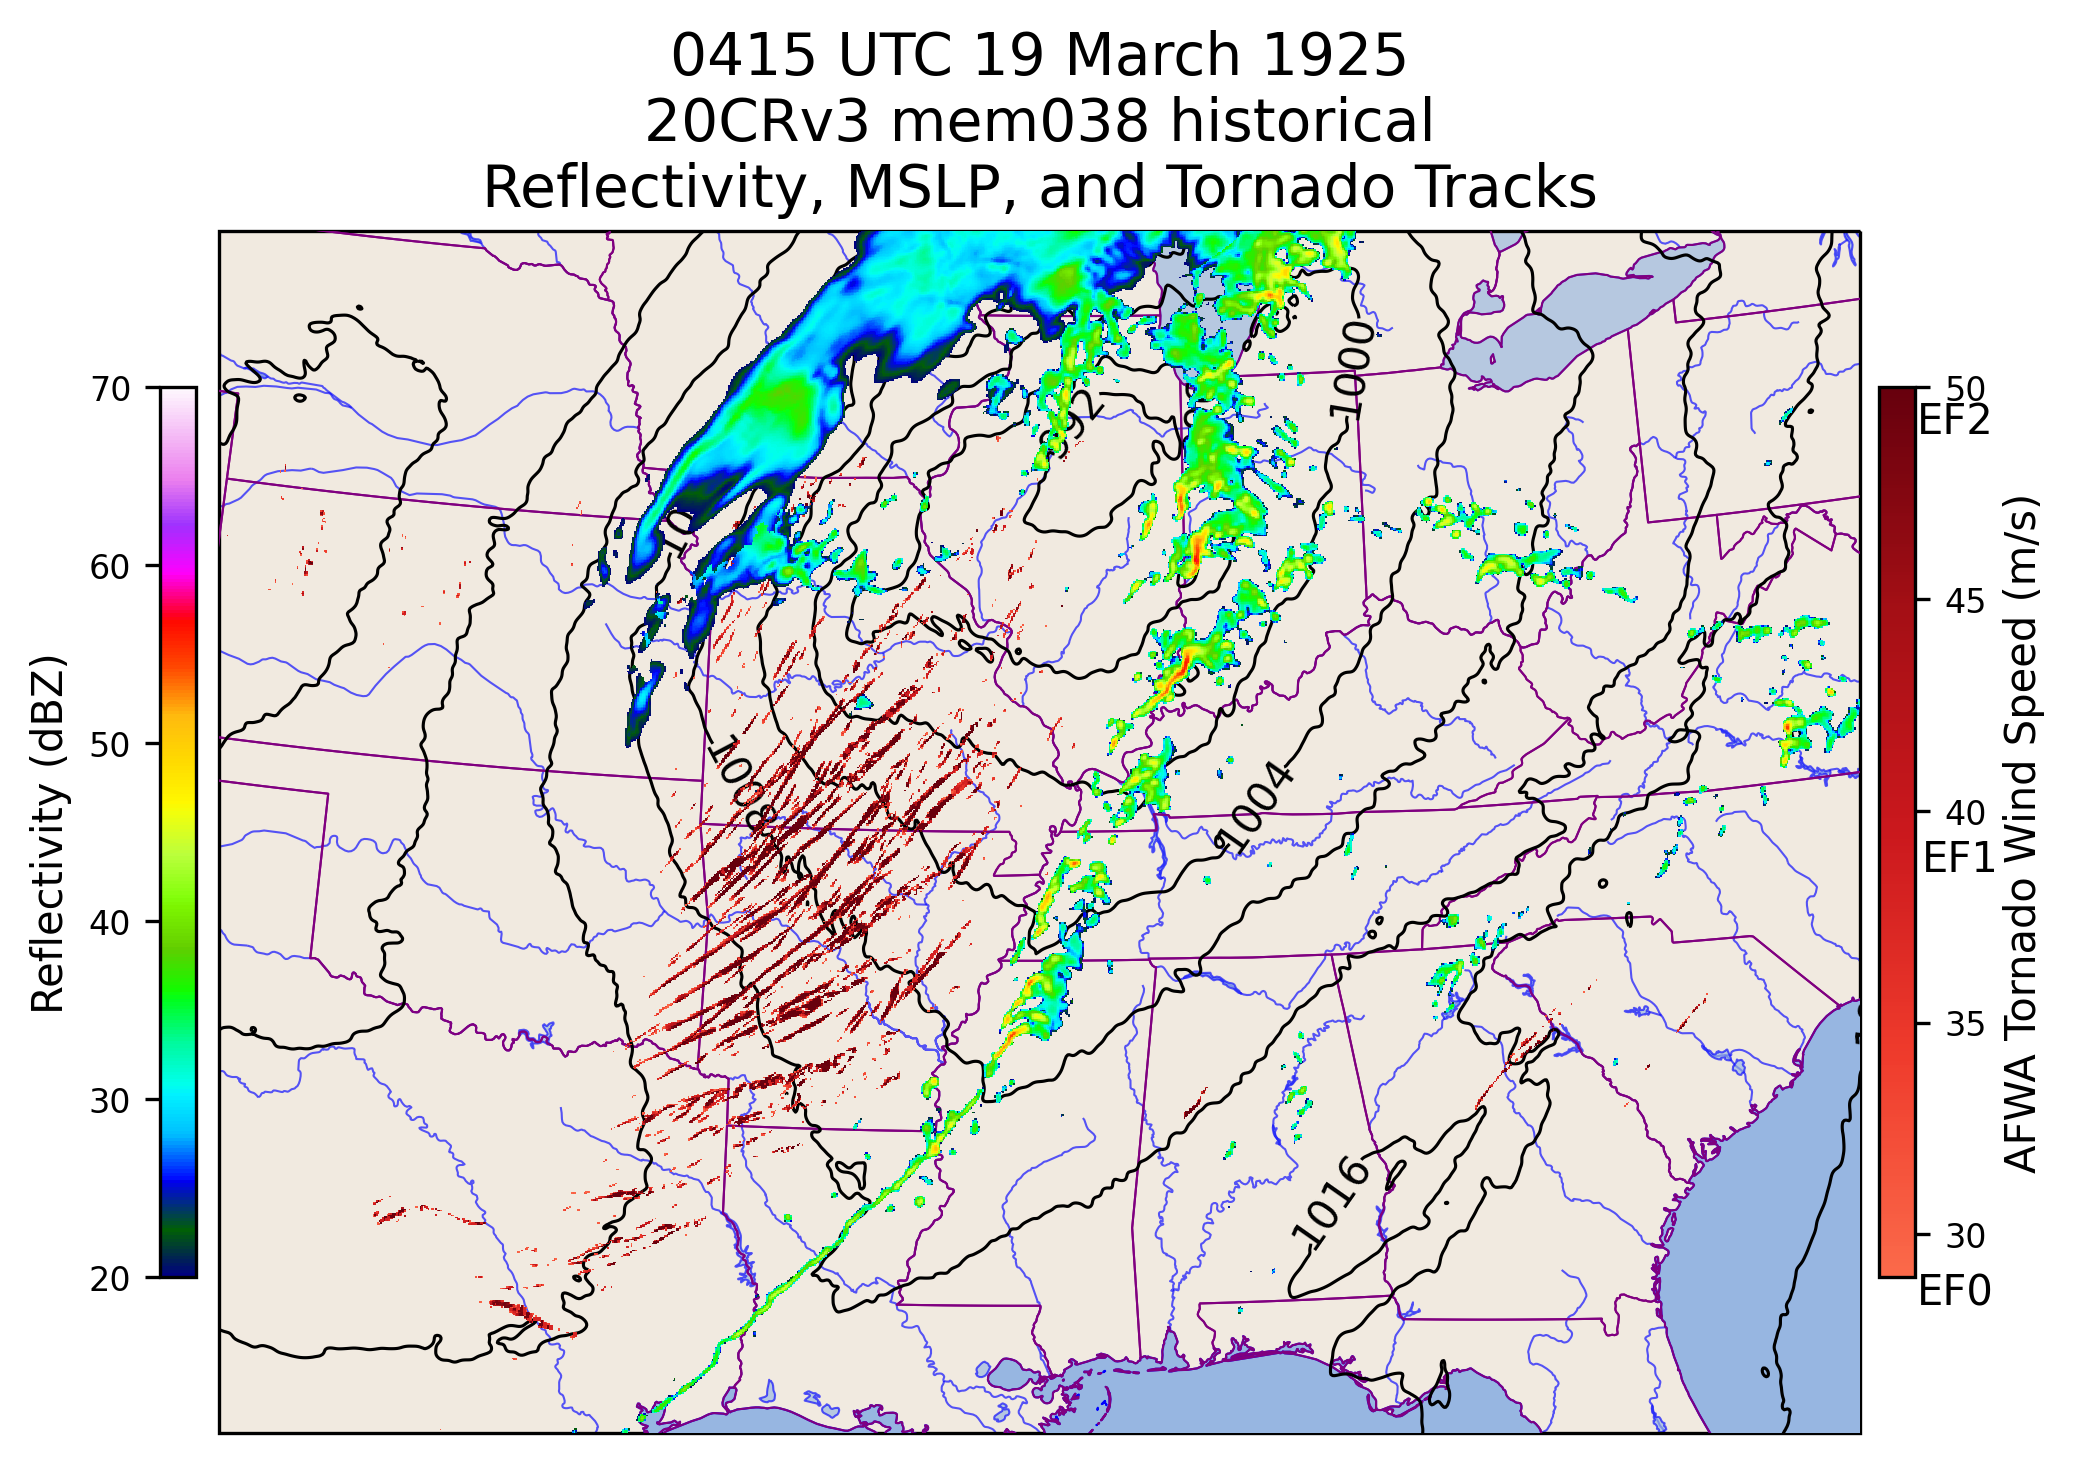 0415 UTC 19 March 1925
20CRv3 mem038 historical
Reflectivity, MSLP, and Tornado Tracks
Reflectivity (dBZ)
70
60
50
40
30
20
1000
10
1008
1004
1016
50
EF2
45
40
EF1
35
30
EF0
AFWA Tornado Wind Speed (m/s)